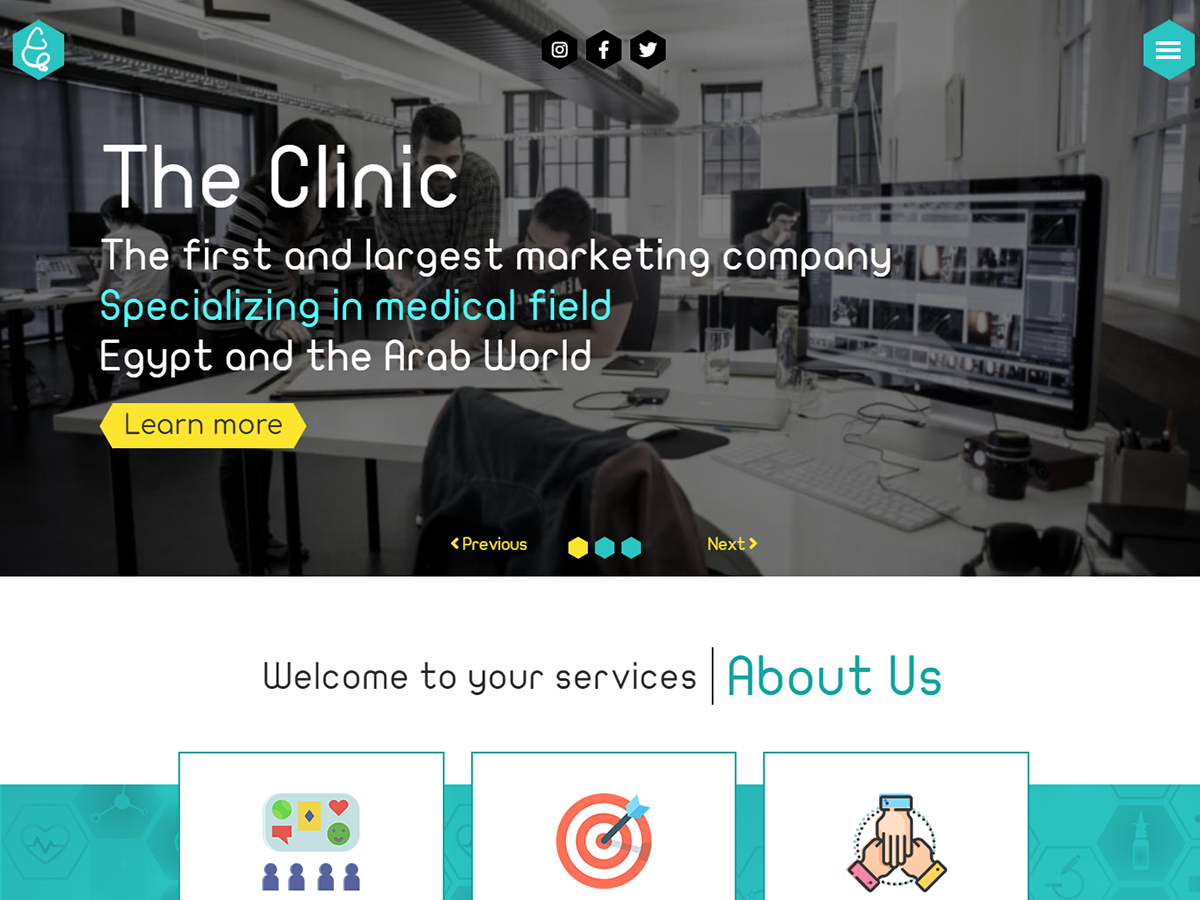 The Clinic
The first and largest marketing company
Specializing in medical field
Egypt and the Arab World
Learn more
Previous
Next
Welcome to your services
About Us